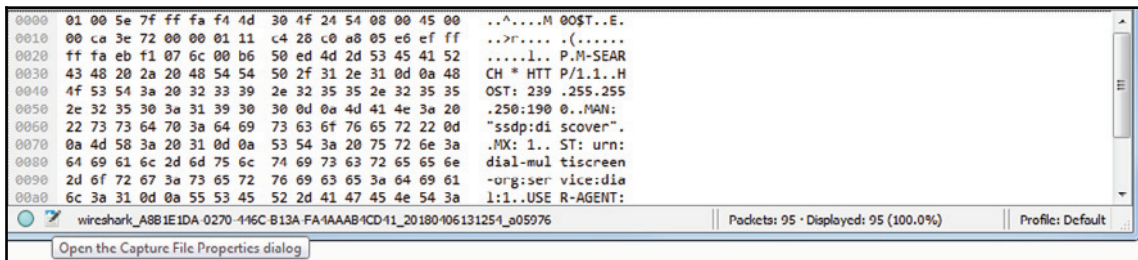 0000 01 00 5e 7f ff fa f4 4d 30 4f 24 54 08 00 45 00 ..^....M 0O$T..E.
0010 00 ca 3e 72 00 00 01 11 c4 28 c0 a8 05 e6 ef ff ..>r.... .(......
0020 ff fa eb f1 07 6c 00 b6 50 ed 4d 2d 53 45 41 52 .....l.. P.M-SEAR
0030 43 48 20 2a 20 48 54 54 50 2f 31 2e 31 0d 0a 48 CH * HTT P/1.1..H
0040 4f 53 54 3a 20 32 33 39 2e 32 35 35 2e 32 35 35 OST: 239 .255.255
0050 2e 32 35 30 3a 31 39 30 30 0d 0a 4d 41 4e 3a 20 .250:190 0..MAN:
0060 22 73 73 64 70 3a 64 69 73 63 6f 76 65 72 22 0d "ssdp:di scover".
0070 0a 4d 58 3a 20 31 0d 0a 53 54 3a 20 75 72 6e 3a .MX: 1.. ST: urn:
0080 64 69 61 6c 2d 6d 75 6c 74 69 73 63 72 65 65 6e dial-mul tiscreen
0090 2d 6f 72 67 3a 73 65 72 76 69 63 65 3a 64 69 61 -org:ser vice:dia
00a0 6c 3a 31 0d 0a 55 53 45 52 2d 41 47 45 4e 54 3a l:1..USE R-AGENT:
wireshark_A8B1E1DA-0270-446C-B13A-FA4AAAB4CD41_20180406131254_a05976 Packets: 95 · Displayed: 95 (100.0%) Profile: Default
Open the Capture File Properties dialog